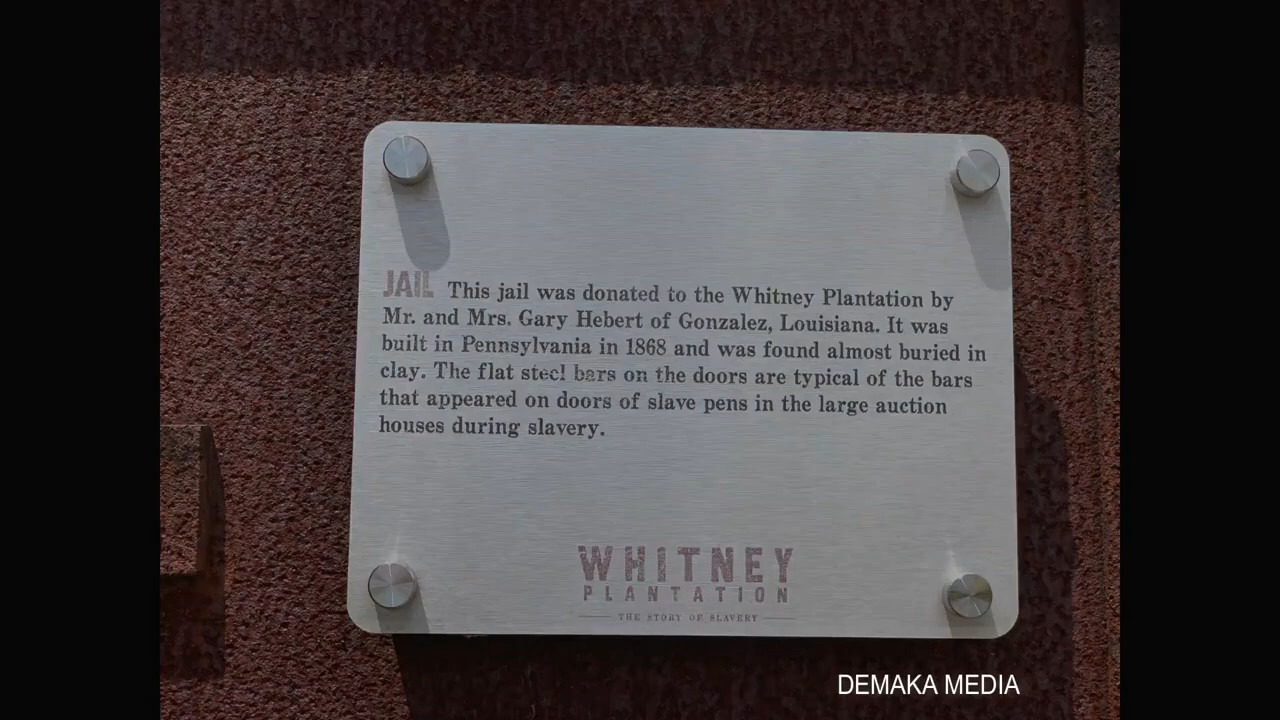 JAIL This jail was donated to the Whitney Plantation by
Mr. and Mrs. Gary Hebert of Gonzalez, Louisiana. It was
built in Pennsylvania in 1868 and was found almost buried in
clay. The flat steel bars on the doors are typical of the bars
that appeared on doors of slave pens in the large auction
houses during slavery.
WHITNEY
PLANTATION
THE STORY OF SLAVERY
DEMAKA MEDIA